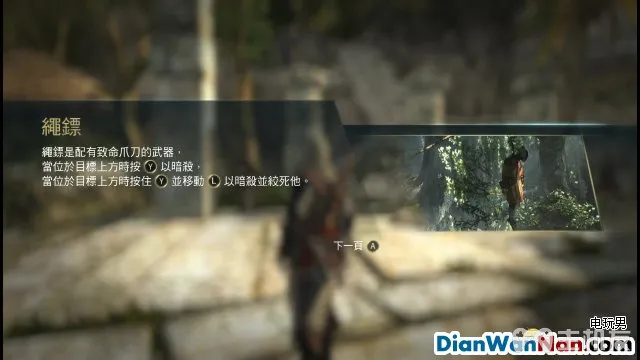 繩鏢
繩鏢是配有致命爪刀的武器，
當位於目標上方時按 Y 以暗殺，
當位於目標上方時按住 Y 並移動 L 以暗殺並絞死他。
下一頁 A
电玩男
DianWanNan.com